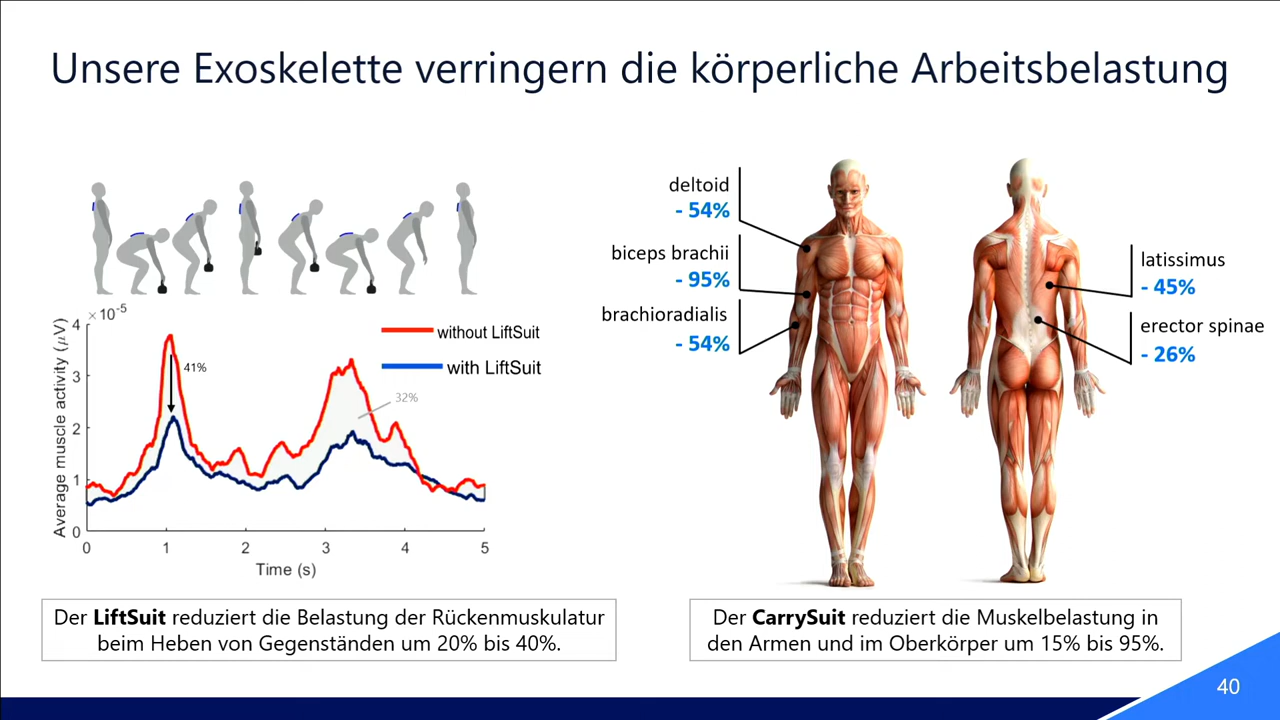 Unsere Exoskelette verringern die körperliche Arbeitsbelastung
× 10⁻⁵
Average muscle activity (μV)
4
3
2
1
0
0 1 2 3 4 5
Time (s)
41%
32%
without LiftSuit
with LiftSuit
Der LiftSuit reduziert die Belastung der Rückenmuskulatur
beim Heben von Gegenständen um 20% bis 40%.
deltoid
- 54%
biceps brachii
- 95%
brachioradialis
- 54%
latissimus
- 45%
erector spinae
- 26%
Der CarrySuit reduziert die Muskelbelastung in
den Armen und im Oberkörper um 15% bis 95%.
40